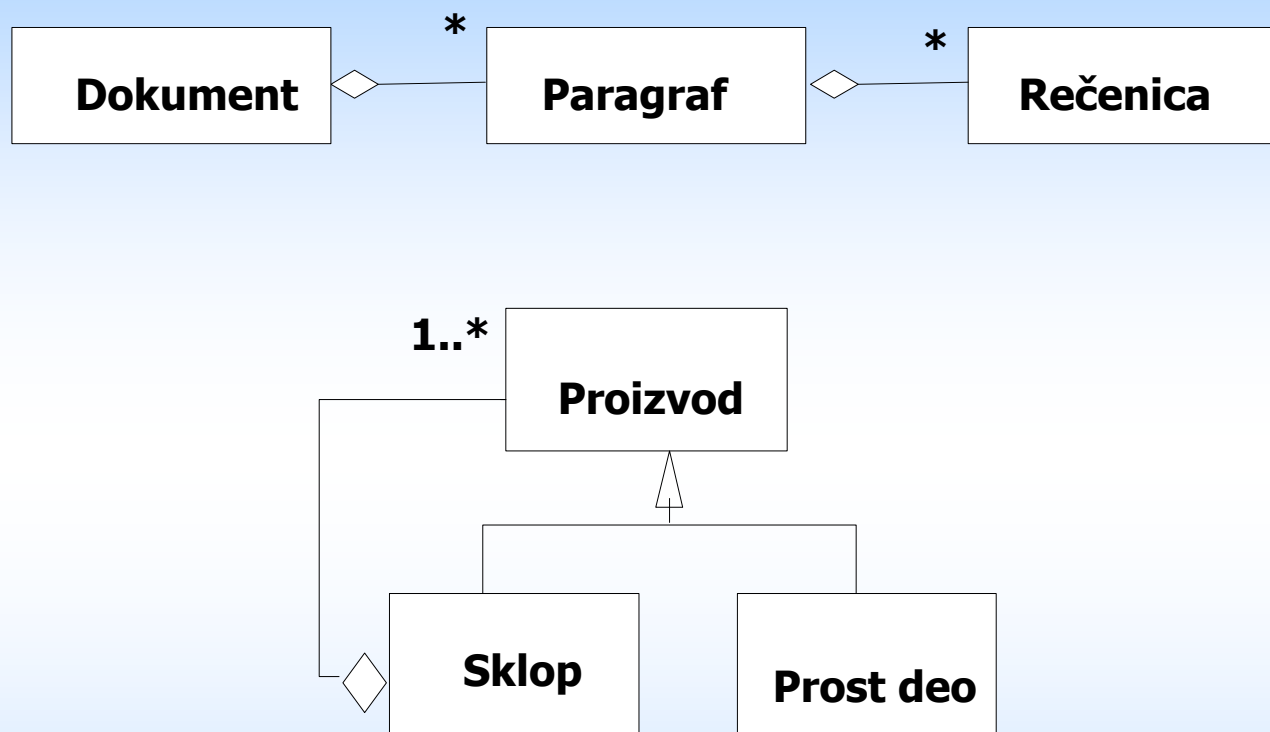 *
*
Dokument
Paragraf
Rečenica
1..*
Proizvod
Sklop
Prost deo